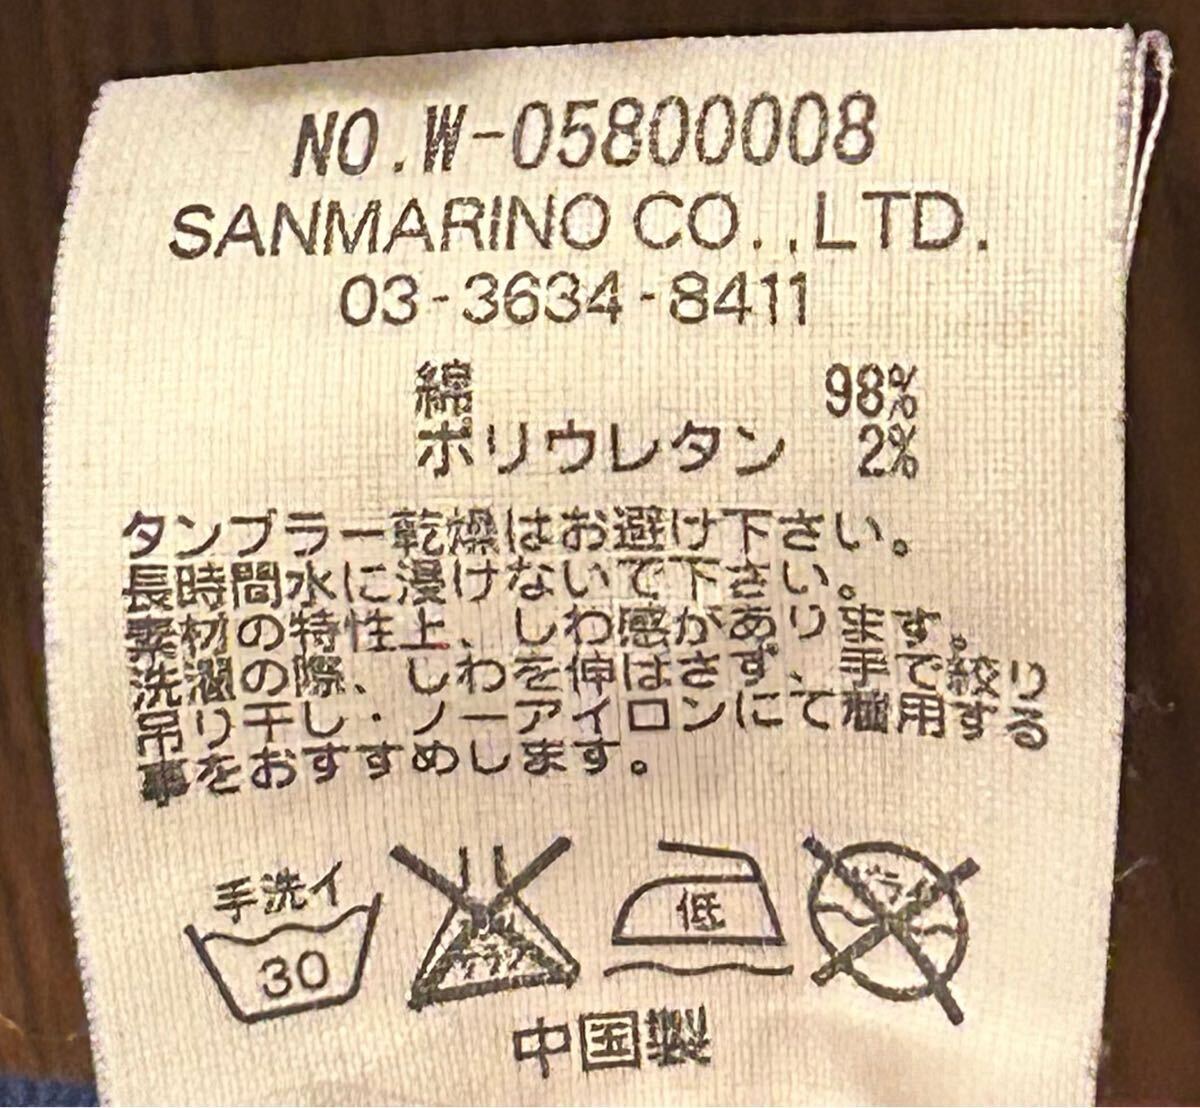 NO.W-05800008
SANMARINO CO.,LTD.
03-3634-8411
綿 98%
ポリウレタン 2%
タンブラー乾燥はお避け下さい。
長時間水に浸けないで下さい。
素材の特性上、しわ感があります。
洗濯の際、しわを伸はさず、手で絞り
吊り干し・ノーアイロンにて着用する
事をおすすめします。
手洗イ
30
低
ドライ
中国製